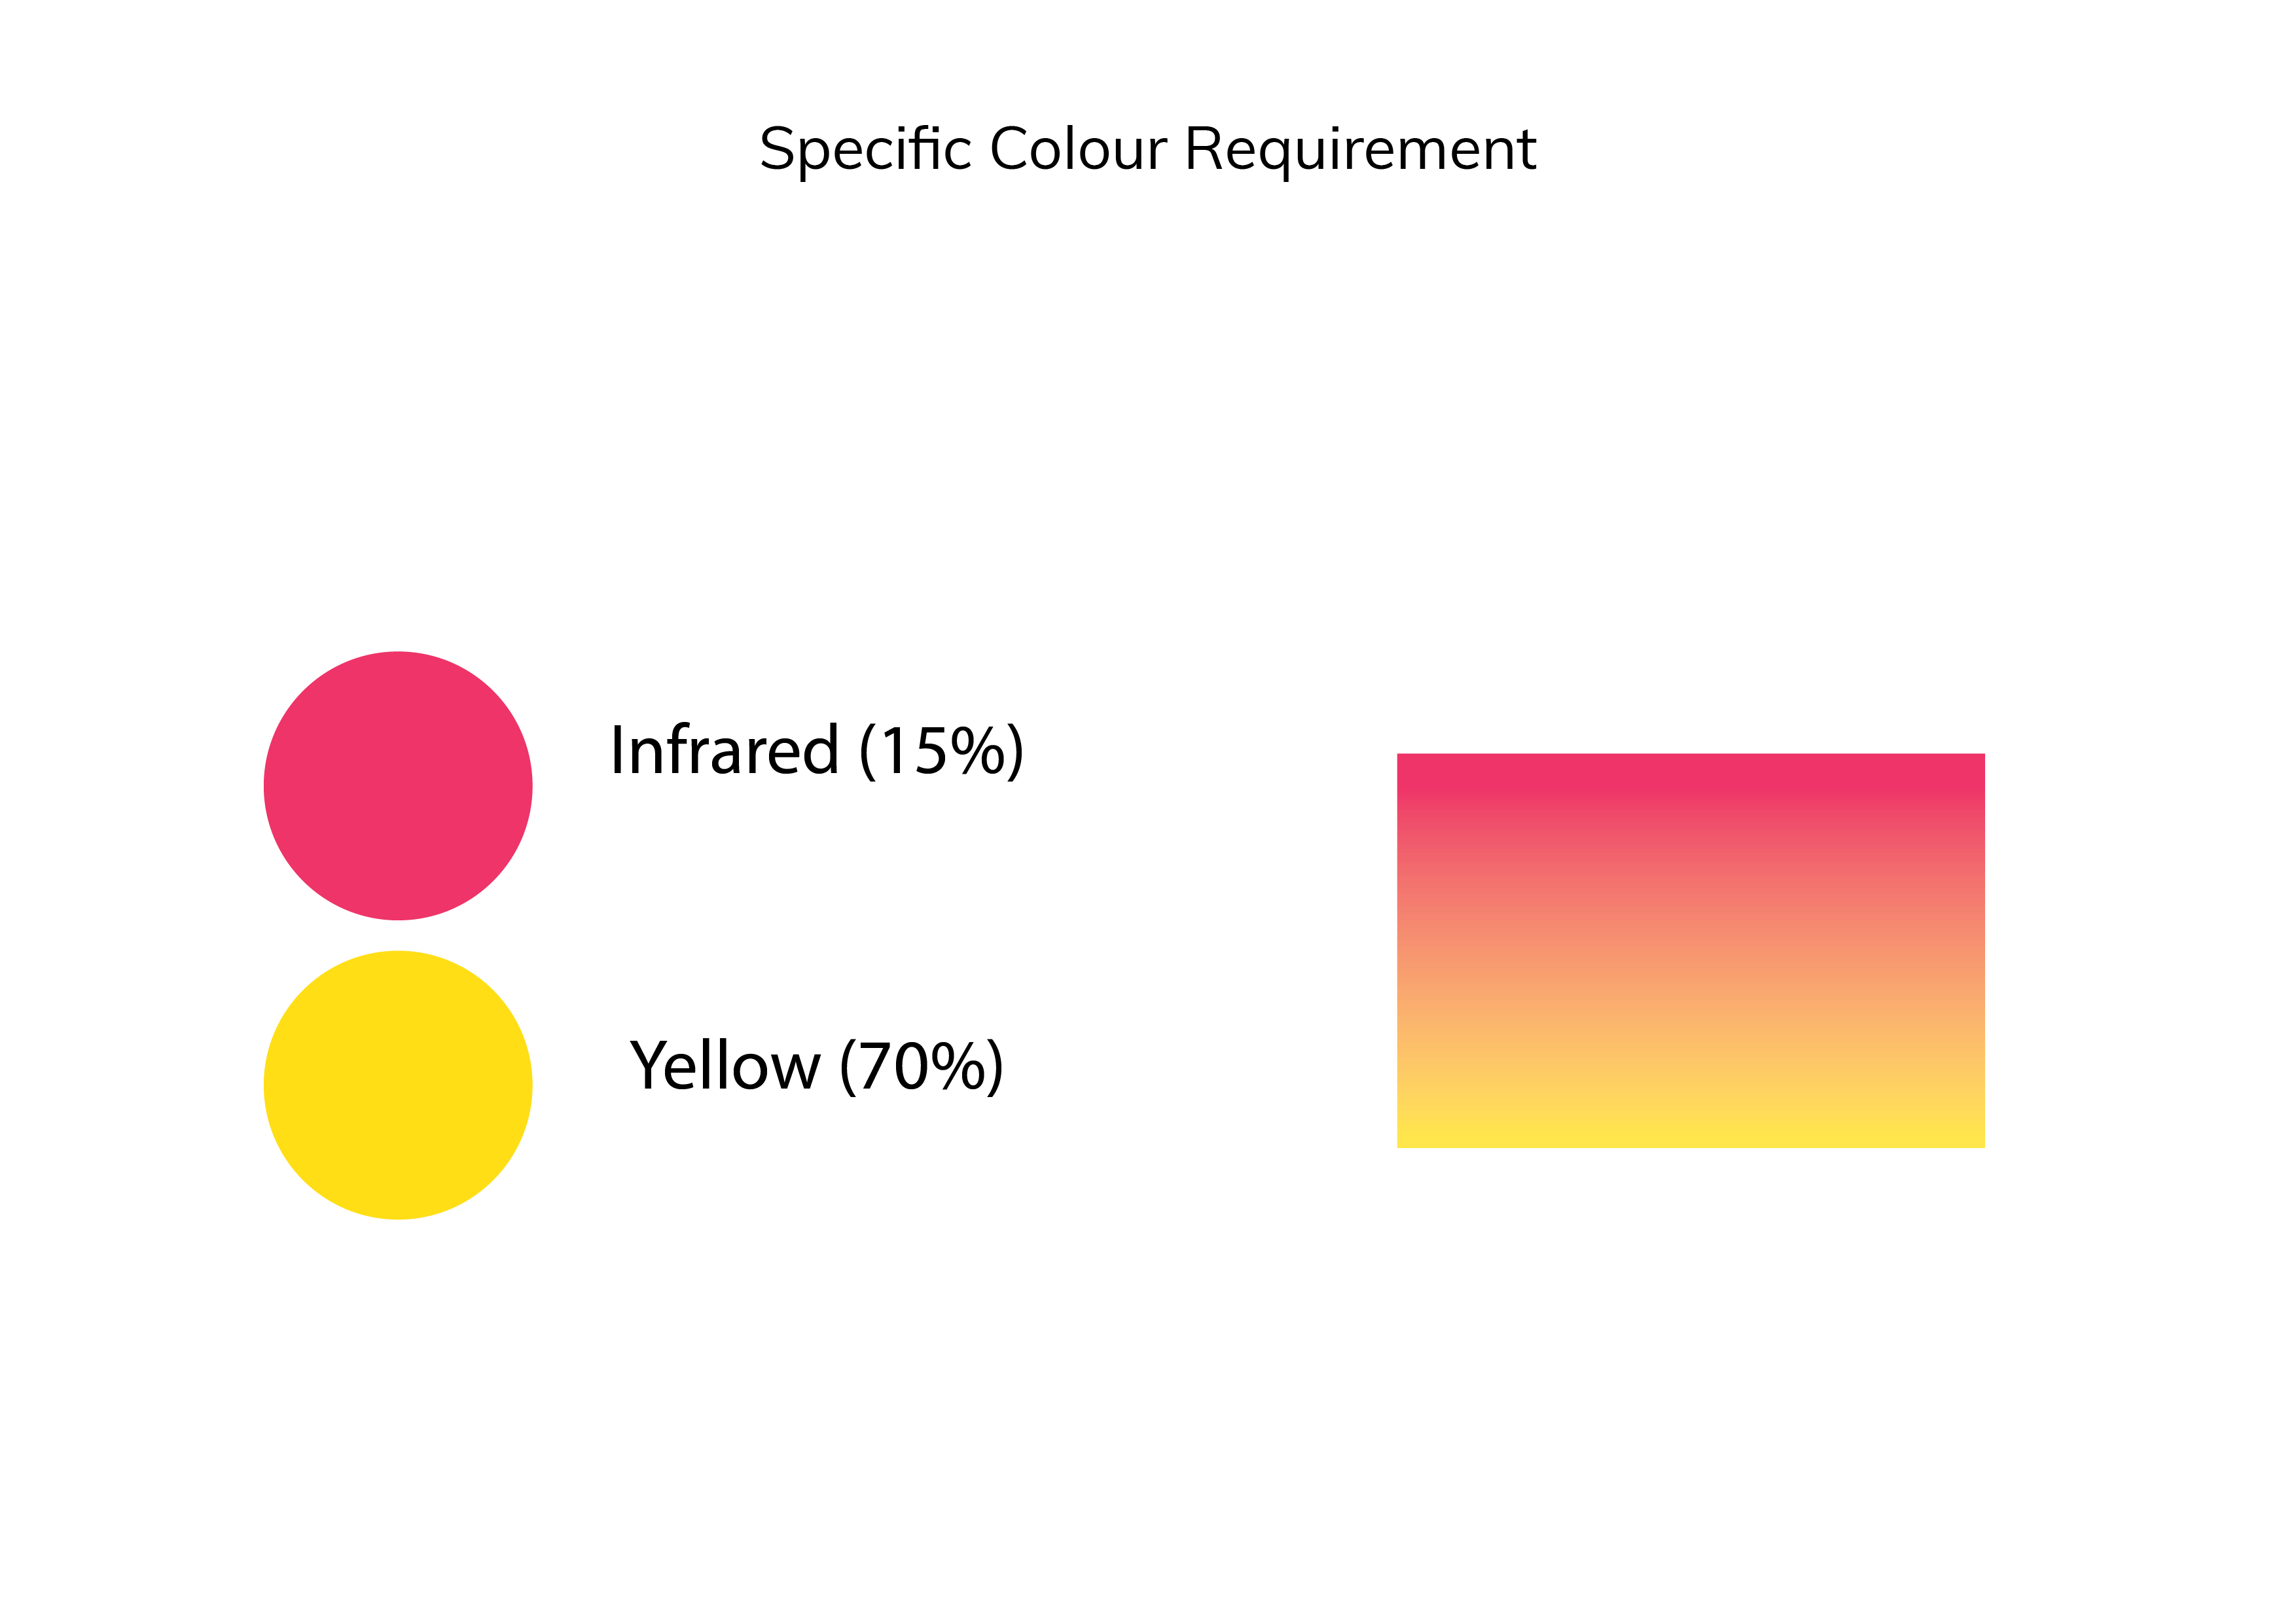 Specific Colour Requirement
Infrared (15%)
Yellow (70%)